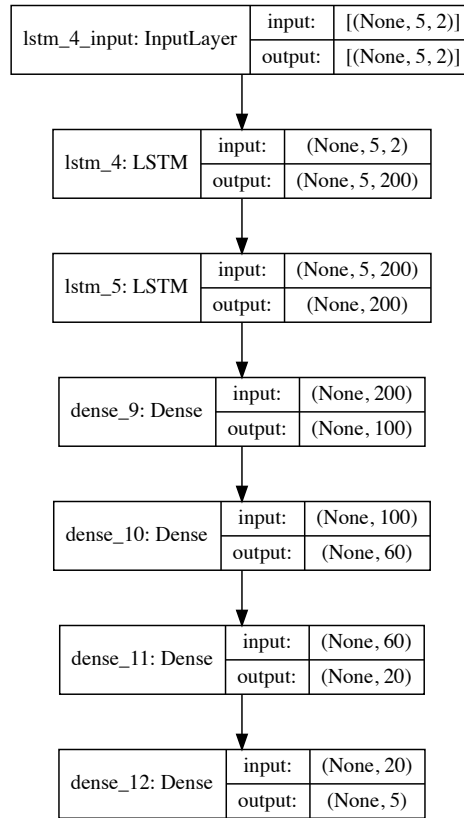 lstm_4_input: InputLayer
input: [(None, 5, 2)]
output: [(None, 5, 2)]
lstm_4: LSTM
input: (None, 5, 2)
output: (None, 5, 200)
lstm_5: LSTM
input: (None, 5, 200)
output: (None, 200)
dense_9: Dense
input: (None, 200)
output: (None, 100)
dense_10: Dense
input: (None, 100)
output: (None, 60)
dense_11: Dense
input: (None, 60)
output: (None, 20)
dense_12: Dense
input: (None, 20)
output: (None, 5)